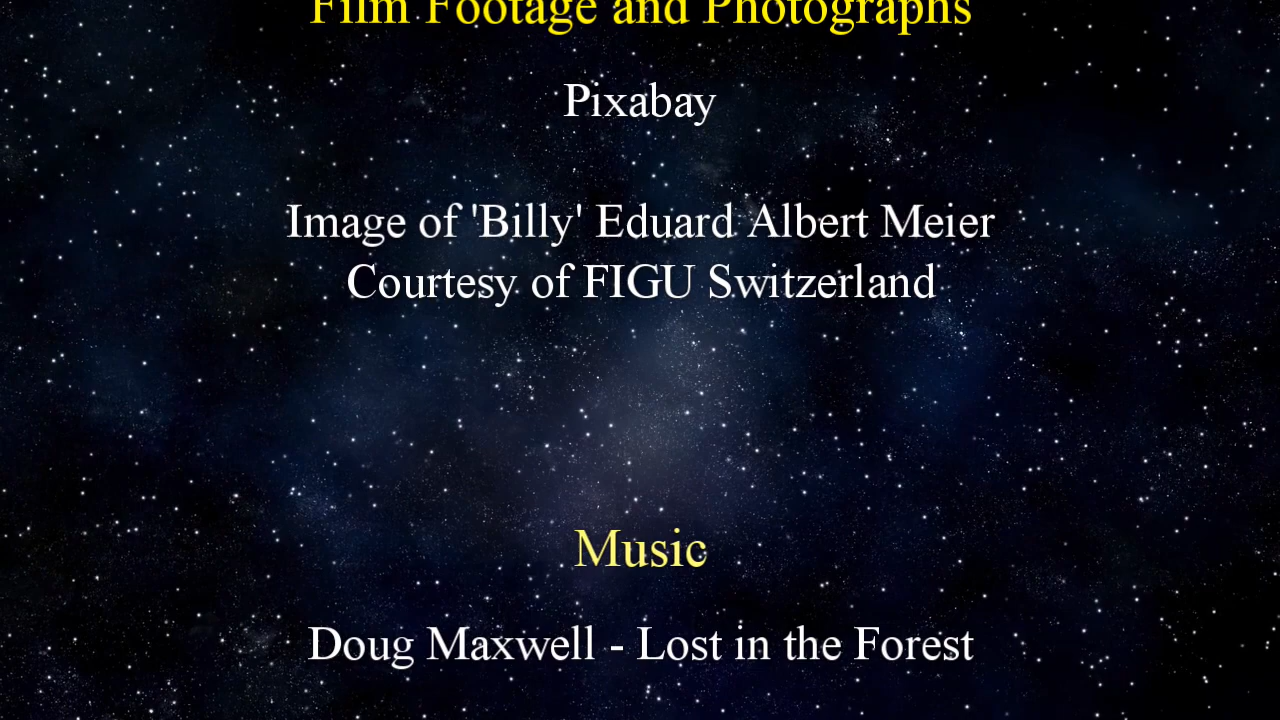 Film Footage and Photographs
Pixabay
Image of 'Billy' Eduard Albert Meier
Courtesy of FIGU Switzerland
Music
Doug Maxwell - Lost in the Forest